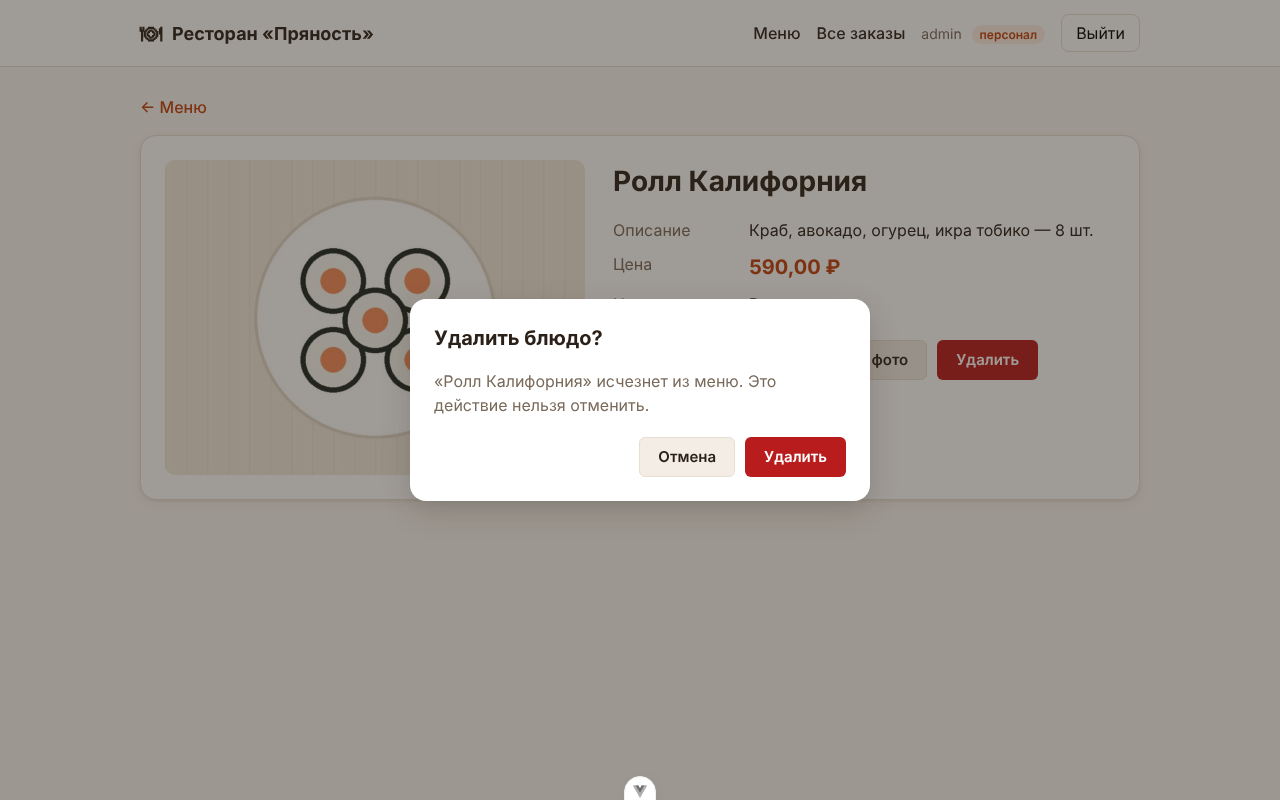 Ресторан «Пряность»
Меню
Все заказы
admin
персонал
Выйти
← Меню
Ролл Калифорния
Описание
Краб, авокадо, огурец, икра тобико — 8 шт.
Цена
590,00 ₽
фото
Удалить
Удалить блюдо?
«Ролл Калифорния» исчезнет из меню. Это
действие нельзя отменить.
Отмена
Удалить